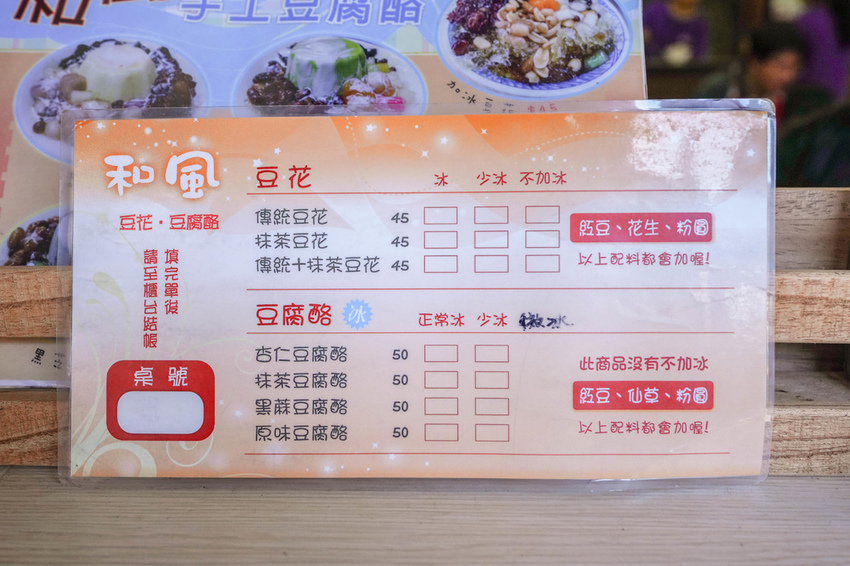 手工豆腐酪
加冰
和風
豆花・豆腐酪
填完單後
請至櫃台結帳
桌號
豆花 冰 少冰 不加冰
傳統豆花 45
抹茶豆花 45
傳統+抹茶豆花 45
紅豆、花生、粉圓
以上配料都會加喔!
豆腐酪 冰 正常冰 少冰 微冰
杏仁豆腐酪 50
抹茶豆腐酪 50
黑蔴豆腐酪 50
原味豆腐酪 50
此商品沒有不加冰
紅豆、仙草、粉圓
以上配料都會加喔!
黑